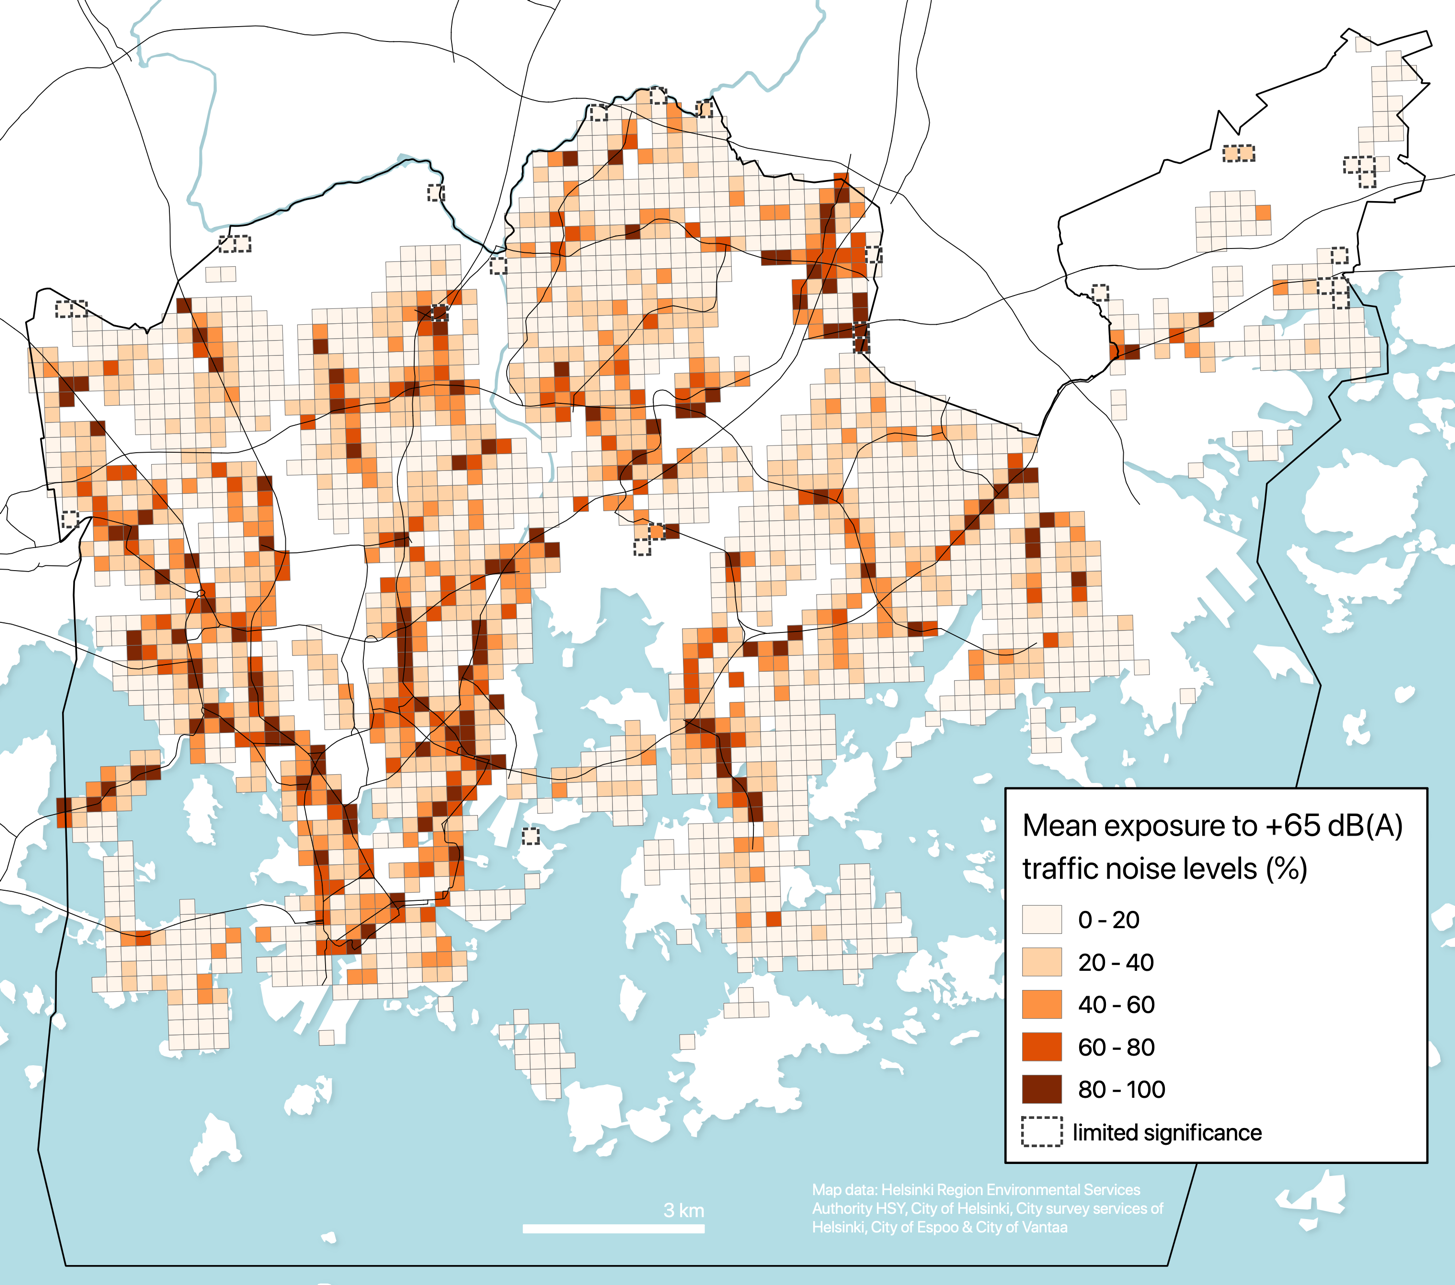 Mean exposure to +65 dB(A)
traffic noise levels (%)
0 - 20
20 - 40
40 - 60
60 - 80
80 - 100
limited significance
3 km
Map data: Helsinki Region Environmental Services
Authority HSY, City of Helsinki, City survey services of
Helsinki, City of Espoo & City of Vantaa